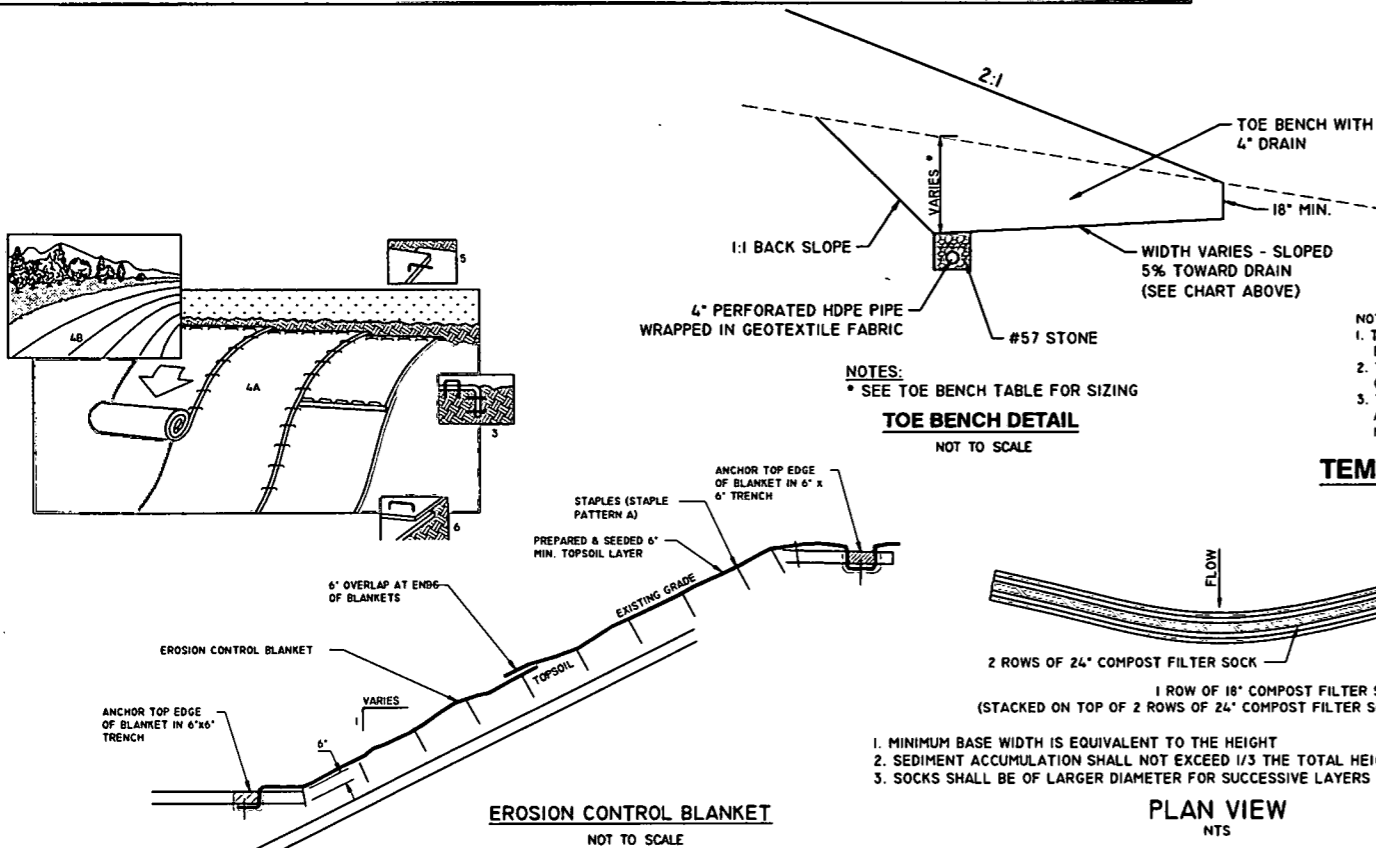 2:1
TOE BENCH WITH
4" DRAIN
VARIES *
18" MIN.
1:1 BACK SLOPE
WIDTH VARIES - SLOPED
5% TOWARD DRAIN
(SEE CHART ABOVE)
4" PERFORATED HDPE PIPE
WRAPPED IN GEOTEXTILE FABRIC
#57 STONE
NOTES:
* SEE TOE BENCH TABLE FOR SIZING
TOE BENCH DETAIL
NOT TO SCALE
1.
2.
3.
TEM
5
4B
4A
3
6
ANCHOR TOP EDGE
OF BLANKET IN 6" x
6" TRENCH
STAPLES (STAPLE
PATTERN A)
PREPARED & SEEDED 6"
MIN. TOPSOIL LAYER
6" OVERLAP AT ENDS
OF BLANKETS
EXISTING GRADE
TOPSOIL
EROSION CONTROL BLANKET
VARIES
1
ANCHOR TOP EDGE
OF BLANKET IN 6"x6"
TRENCH
6"
EROSION CONTROL BLANKET
NOT TO SCALE
FLOW
2 ROWS OF 24" COMPOST FILTER SOCK
1 ROW OF 18" COMPOST FILTER
(STACKED ON TOP OF 2 ROWS OF 24" COMPOST FILTER
1. MINIMUM BASE WIDTH IS EQUIVALENT TO THE HEIGHT
2. SEDIMENT ACCUMULATION SHALL NOT EXCEED 1/3 THE TOTAL
3. SOCKS SHALL BE OF LARGER DIAMETER FOR SUCCESSIVE LAYERS
PLAN VIEW
NTS